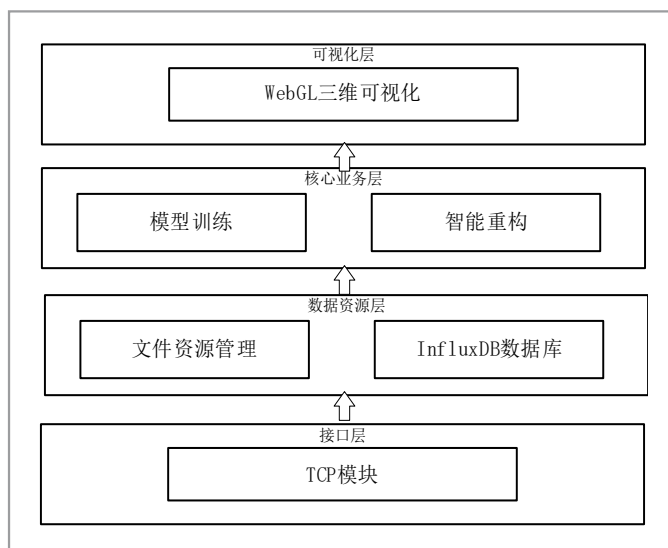 可视化层
WebGL三维可视化
核心业务层
模型训练
智能重构
数据资源层
文件资源管理
InfluxDB数据库
接口层
TCP模块